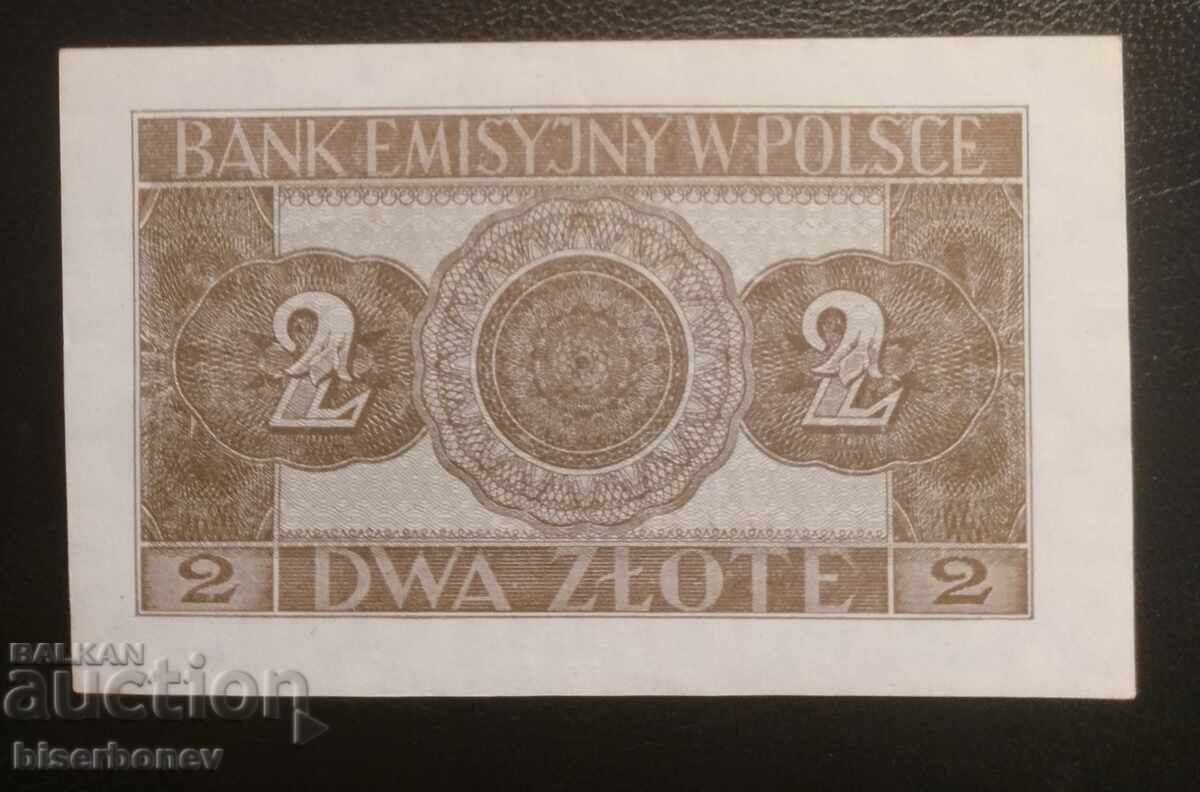 BANK EMISYJNY W POLSCE
2 2
2 DWA ZŁOTE 2
BALKAN
auction
biserbonev